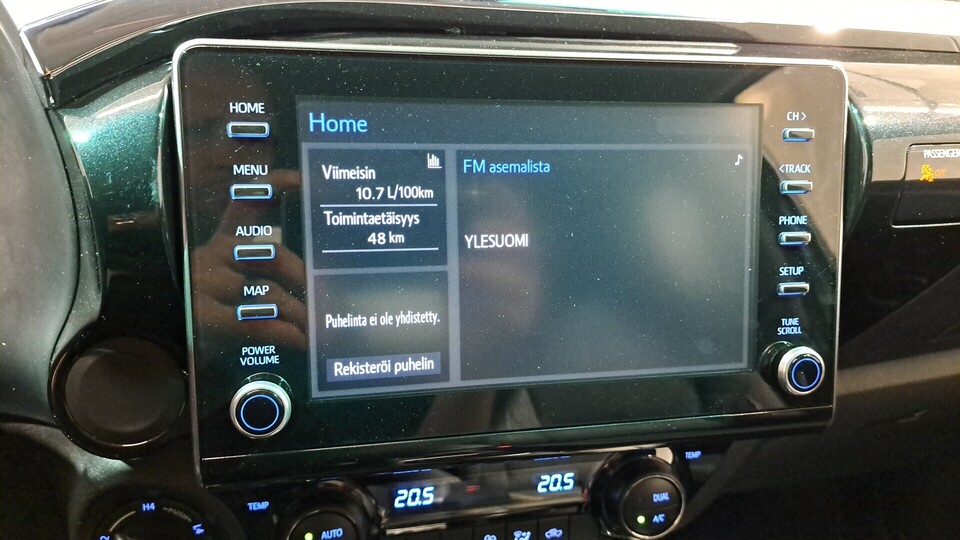 HOME
MENU
AUDIO
MAP
POWER
VOLUME
Home
Viimeisin
10.7 L/100km
Toimintaetäisyys
48 km
Puhelinta ei ole yhdistetty.
Rekisteröi puhelin
FM asemalista
YLESUOMI
CH >
<TRACK
PHONE
SETUP
TUNE
SCROLL
PASSENGER
OFF
H4
TEMP
20.5
20.5
TEMP
AUTO
DUAL
A/C